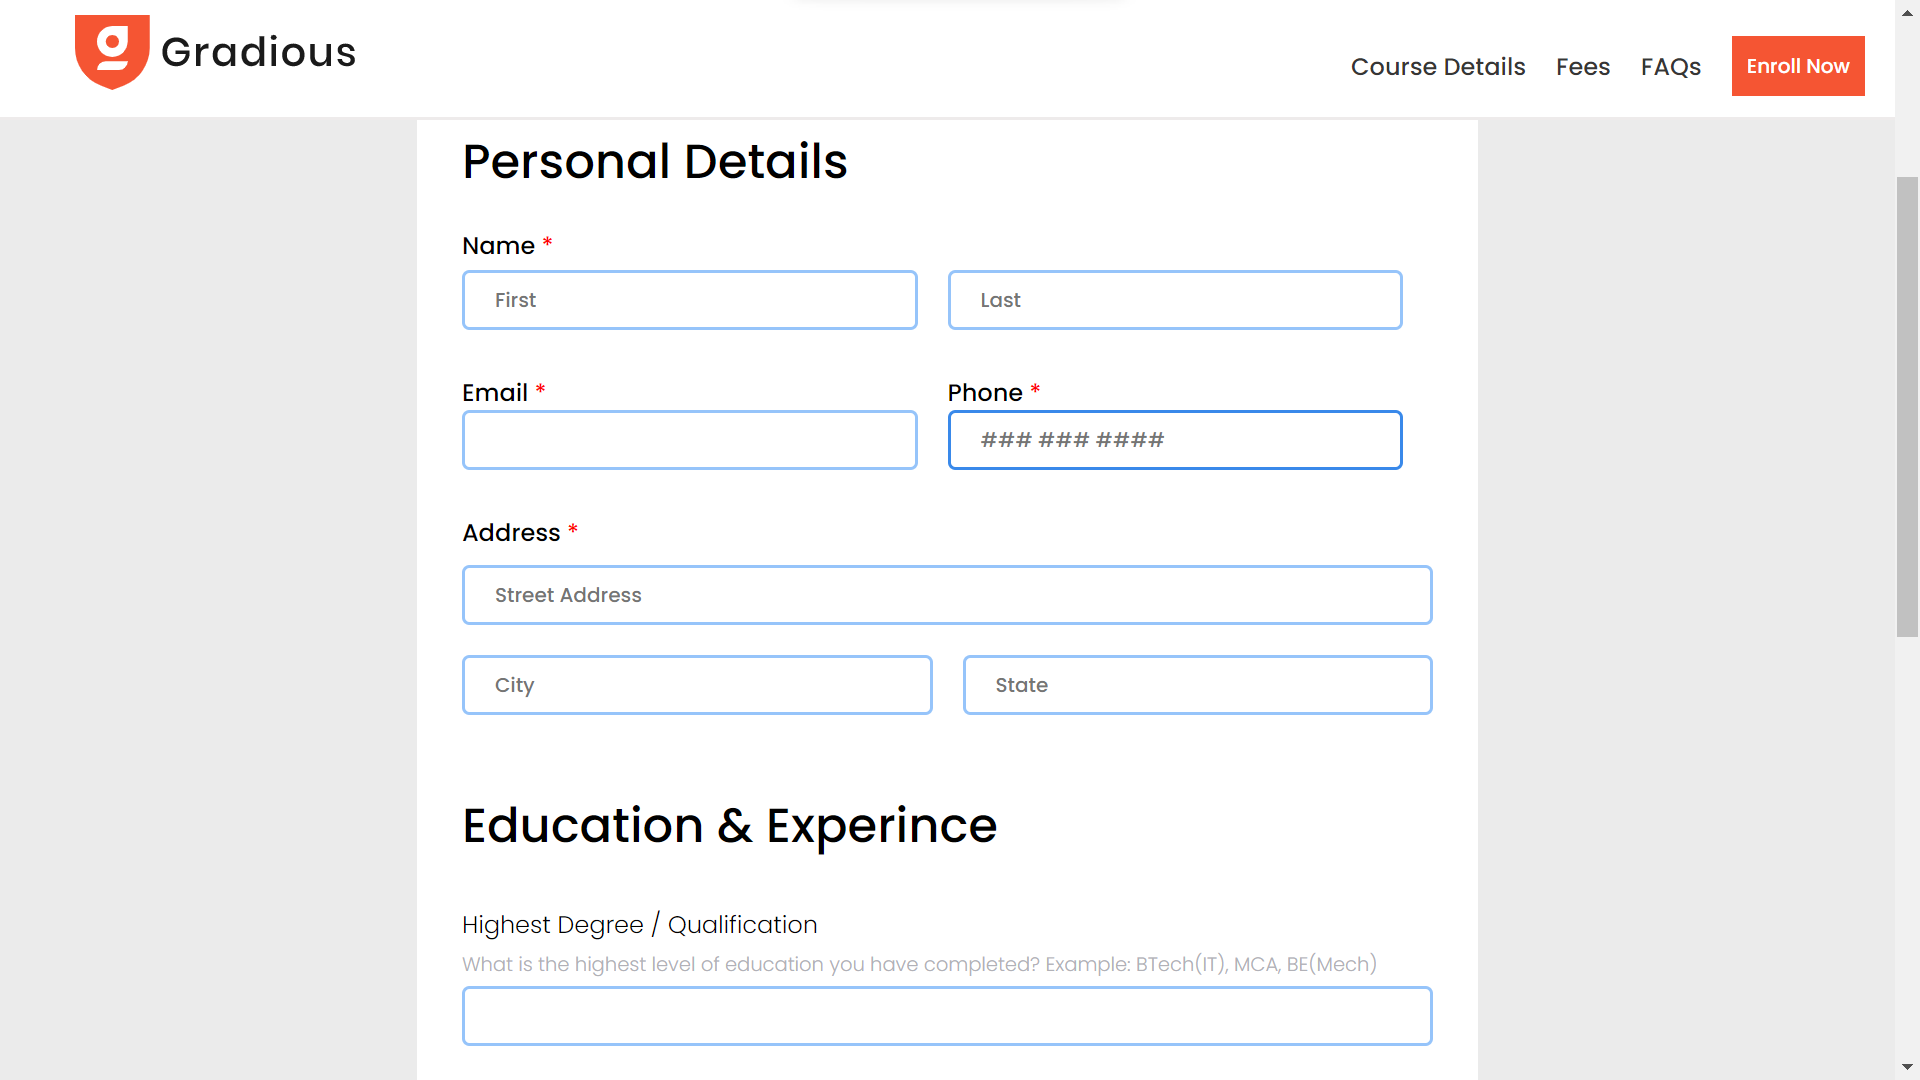 Gradious
Course Details Fees FAQs Enroll Now
Personal Details
Name *
First Last
Email * Phone *
### ### ####
Address *
Street Address
City State
Education & Experince
Highest Degree / Qualification
What is the highest level of education you have completed? Example: BTech(IT), MCA, BE(Mech)